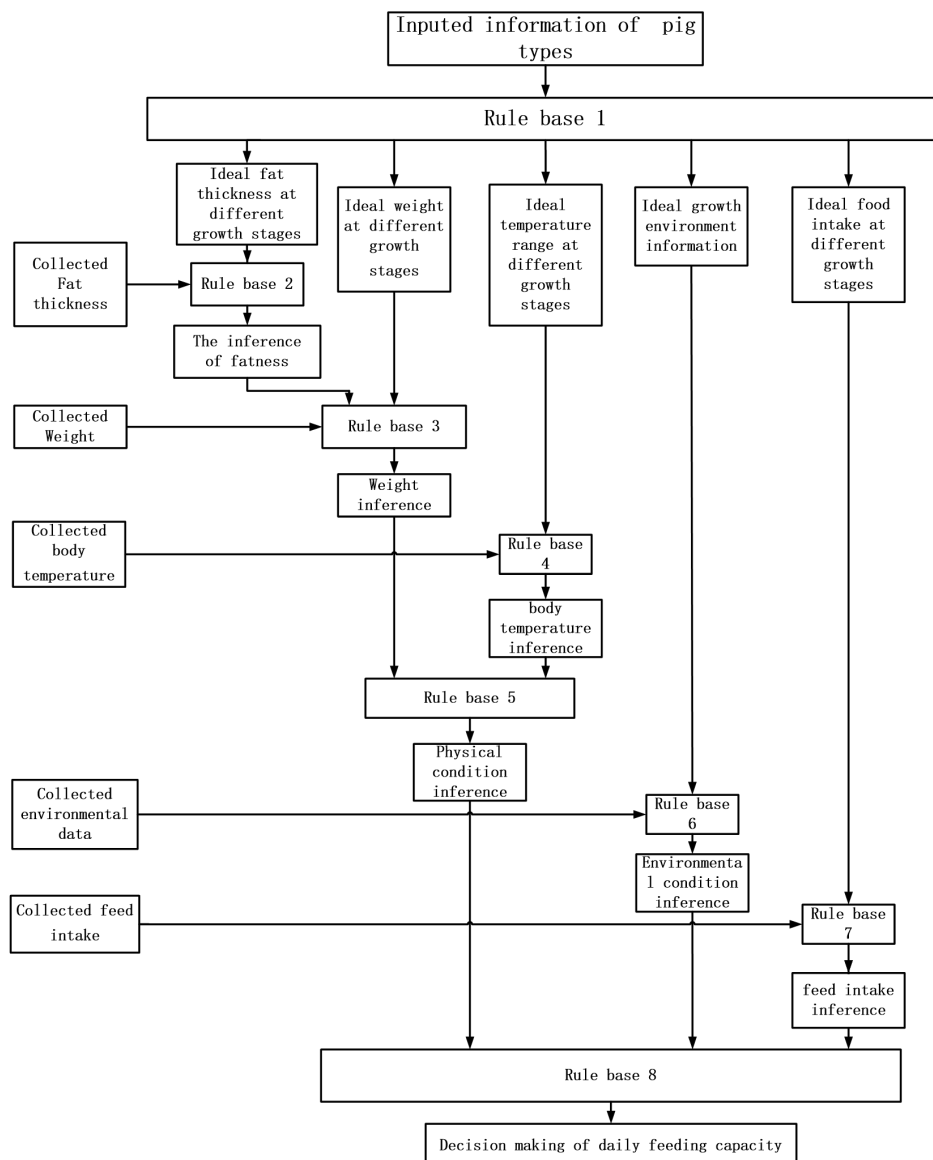 Inputed information of pig
types
Rule base 1
Ideal fat
thickness at
different
growth stages
Ideal weight
at different
growth
stages
Ideal
temperature
range at
different
growth
stages
Ideal growth
environment
information
Ideal food
intake at
different
growth
stages
Collected
Fat
thickness
Rule base 2
The inference
of fatness
Collected
Weight
Rule base 3
Weight
inference
Collected
body
temperature
Rule base
4
body
temperature
inference
Rule base 5
Physical
condition
inference
Collected
environmental
data
Rule base
6
Environmenta
l condition
inference
Collected feed
intake
Rule base
7
feed intake
inference
Rule base 8
Decision making of daily feeding capacity